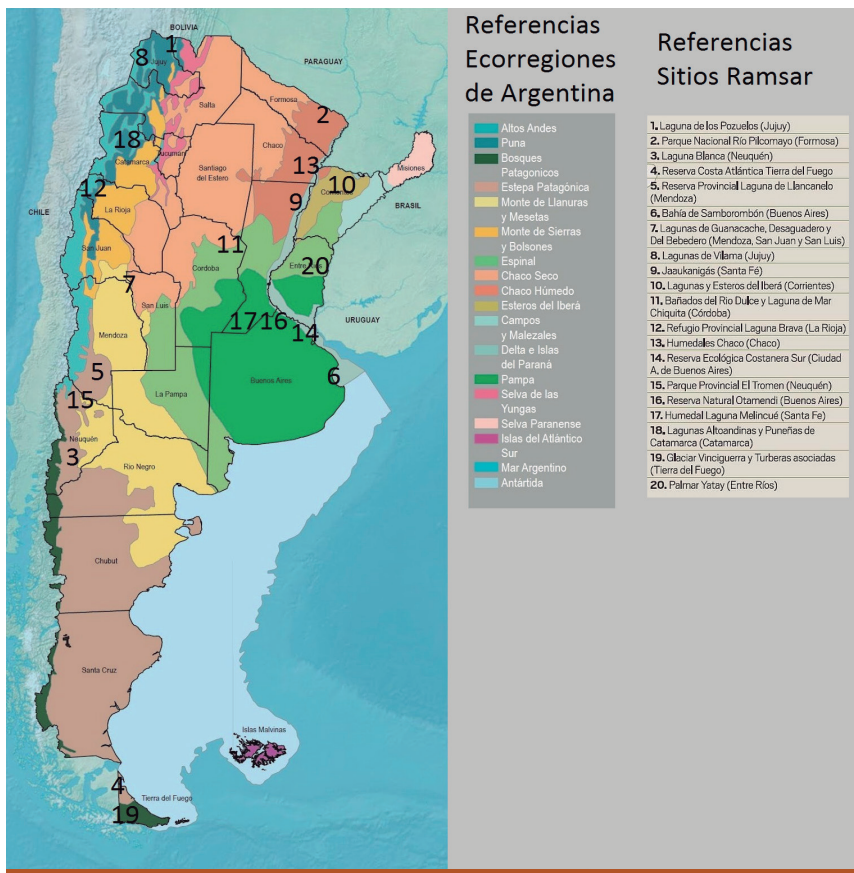 BOLIVIA
PARAGUAY
BRASIL
CHILE
URUGUAY
Jujuy
Salta
Formosa
Chaco
Catamarca
Tucuman
Santiago
del Estero
Misiones
Corrientes
La Rioja
San Juan
Cordoba
Entre Rios
San Luis
Mendoza
Buenos Aires
La Pampa
Neuquén
Rio Negro
Chubut
Santa Cruz
Islas Malvinas
Tierra del Fuego
1
8
2
18
13
12
10
9
11
20
7
17
16
14
5
6
15
3
4
19
Referencias
Ecorregiones
de Argentina
Altos Andes
Puna
Bosques
Patagonicos
Estepa Patagónica
Monte de Llanuras
y Mesetas
Monte de Sierras
y Bolsones
Espinal
Chaco Seco
Chaco Húmedo
Esteros del Iberá
Campos
y Malezales
Delta e Islas
del Paraná
Pampa
Selva de las
Yungas
Selva Paranense
Islas del Atlántico
Sur
Mar Argentino
Antártida
Referencias
Sitios Ramsar
1. Laguna de los Pozuelos (Jujuy)
2. Parque Nacional Río Pilcomayo (Formosa)
3. Laguna Blanca (Neuquén)
4. Reserva Costa Atlántica Tierra del Fuego
5. Reserva Provincial Laguna de Llancanelo
(Mendoza)
6. Bahía de Samborombón (Buenos Aires)
7. Lagunas de Guanacache, Desaguadero y
Del Bebedero (Mendoza, San Juan y San Luis)
8. Lagunas de Vilama (Jujuy)
9. Jaaukanigás (Santa Fé)
10. Lagunas y Esteros del Iberá (Corrientes)
11. Bañados del Rio Dulce y Laguna de Mar
Chiquita (Córdoba)
12. Refugio Provincial Laguna Brava (La Rioja)
13. Humedales Chaco (Chaco)
14. Reserva Ecológica Costanera Sur (Ciudad
A. de Buenos Aires)
15. Parque Provincial El Tromen (Neuquén)
16. Reserva Natural Otamendi (Buenos Aires)
17. Humedal Laguna Melincué (Santa Fe)
18. Lagunas Altoandinas y Puneñas de
Catamarca (Catamarca)
19. Glaciar Vinciguerra y Turberas asociadas
(Tierra del Fuego)
20. Palmar Yatay (Entre Ríos)